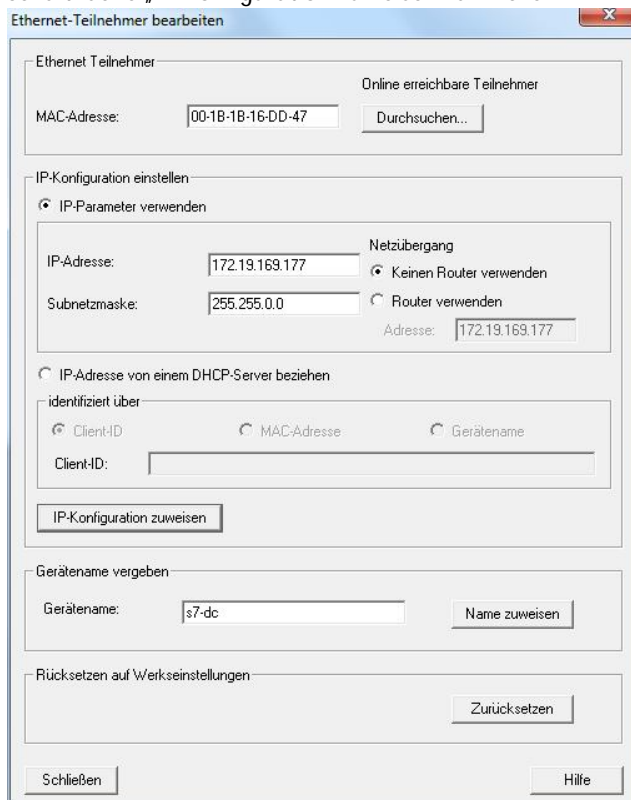 Ethernet-Teilnehmer bearbeiten
Ethernet Teilnehmer
Online erreichbare Teilnehmer
MAC-Adresse: 00-1B-1B-16-DD-47 Durchsuchen...
IP-Konfiguration einstellen
IP-Parameter verwenden
Netzübergang
IP-Adresse: 172.19.169.177
Keinen Router verwenden
Subnetzmaske: 255.255.0.0
Router verwenden
Adresse: 172.19.169.177
IP-Adresse von einem DHCP-Server beziehen
identifiziert über
Client-ID MAC-Adresse Gerätename
Client-ID:
IP-Konfiguration zuweisen
Gerätename vergeben
Gerätename: s7-dc Name zuweisen
Rücksetzen auf Werkseinstellungen
Zurücksetzen
Schließen Hilfe